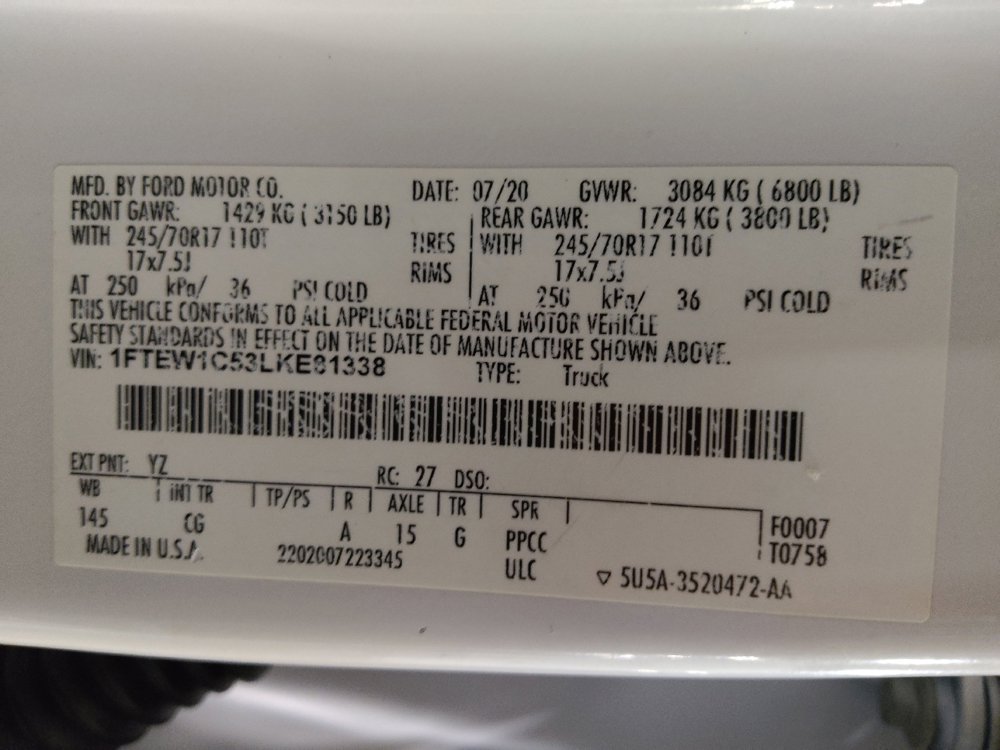 MFD. BY FORD MOTOR CO. DATE: 07/20 GVWR: 3084 KG ( 6800 LB)
FRONT GAWR: 1429 KG ( 3150 LB) REAR GAWR: 1724 KG ( 3800 LB)
WITH 245/70R17 110T TIRES WITH 245/70R17 110T TIRES
17x7.5J RIMS 17x7.5J RIMS
AT 250 kPa/ 36 PSI COLD AT 250 kPa/ 36 PSI COLD
THIS VEHICLE CONFORMS TO ALL APPLICABLE FEDERAL MOTOR VEHICLE
SAFETY STANDARDS IN EFFECT ON THE DATE OF MANUFACTURE SHOWN ABOVE.
VIN: 1FTEW1C53LKE81338 TYPE: Truck
EXT PNT: YZ RC: 27 DSO:
WB INT TR TP/PS R AXLE TR SPR
145 CG A 15 G PPCC F0007
T0758
MADE IN U.S.A. 2202007223345 ULC ▽ 5U5A-3520472-AA